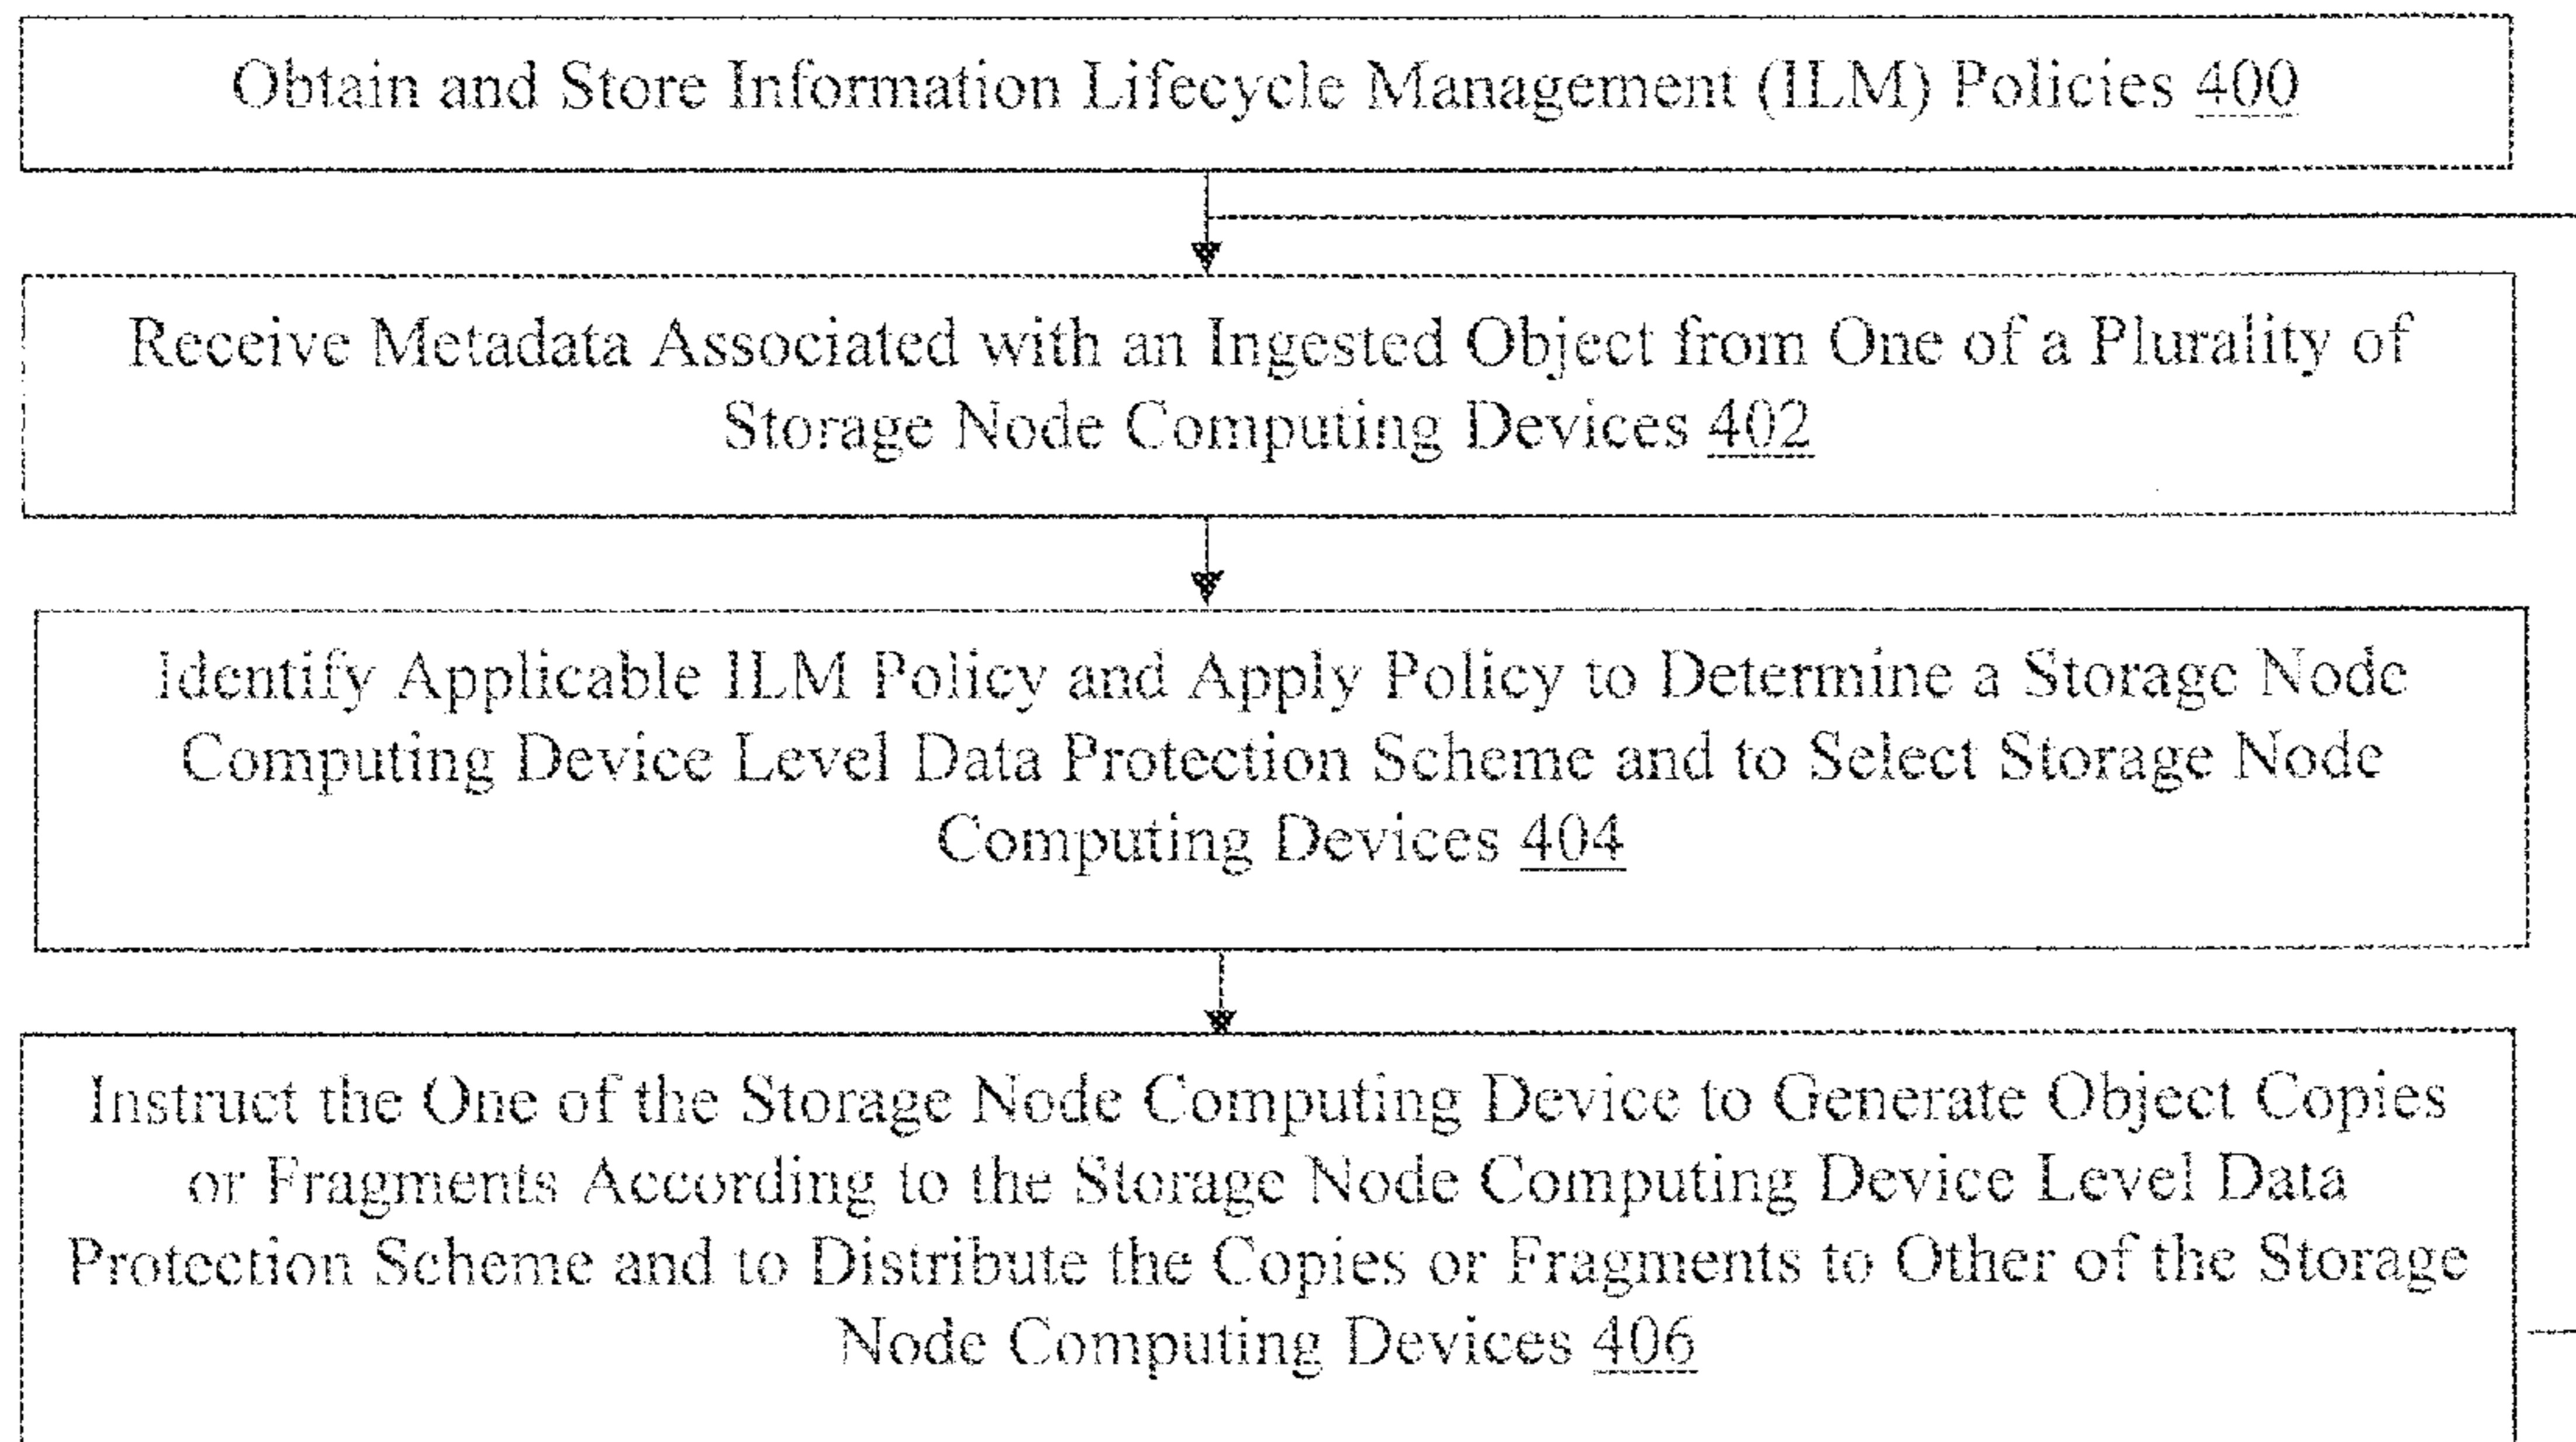 Obtain and Store Information Lifecycle Management (ILM) Policies 400
Receive Metadata Associated with an Ingested Object from One of a Plurality of
Storage Node Computing Devices 402
Identify Applicable ILM Policy and Apply Policy to Determine a Storage Node
Computing Device Level Data Protection Scheme and to Select Storage Node
Computing Devices 404
Instruct the One of the Storage Node Computing Device to Generate Object Copies
or Fragments According to the Storage Node Computing Device Level Data
Protection Scheme and to Distribute the Copies or Fragments to Other of the Storage
Node Computing Devices 406